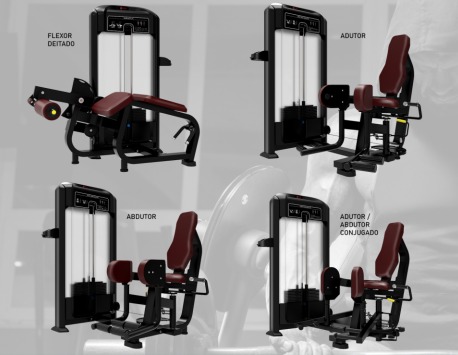 FLEXOR
DEITADO
ADUTOR
ABDUTOR
ADUTOR /
ABDUTOR
CONJUGADO